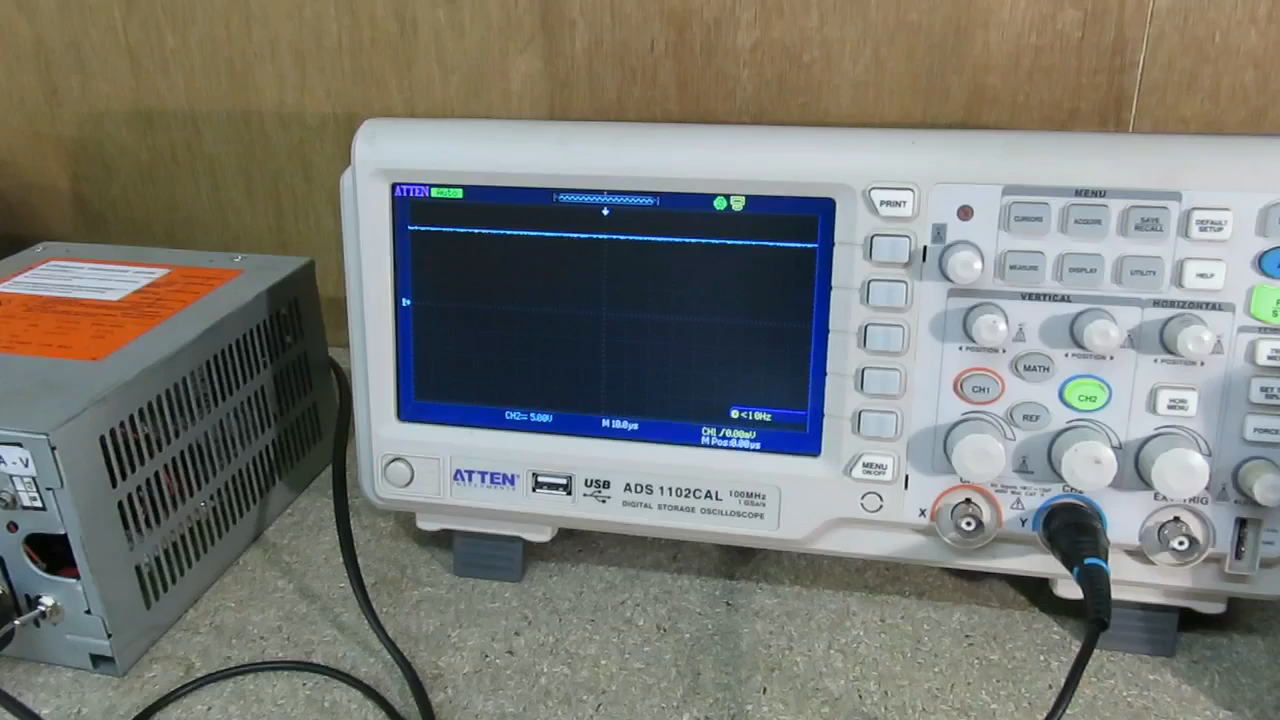 ATTEN Auto
CH2= 5.00V
M 10.0µs
<10Hz
CH1 /0.00mV
M Pos:0.00µs
ATTEN
INSTRUMENTS
USB
ADS 1102CAL
100MHz
1 GSa/s
DIGITAL STORAGE OSCILLOSCOPE
PRINT
MENU
ON/OFF
MENU
CURSORS
ACQUIRE
SAVE
RECALL
DEFAULT
SETUP
MEASURE
DISPLAY
UTILITY
HELP
VERTICAL
HORIZONTAL
POSITION
POSITION
POSITION
MATH
CH1
CH2
REF
HORI
MENU
FORCE
X
Y
EXT TRIG
A - V